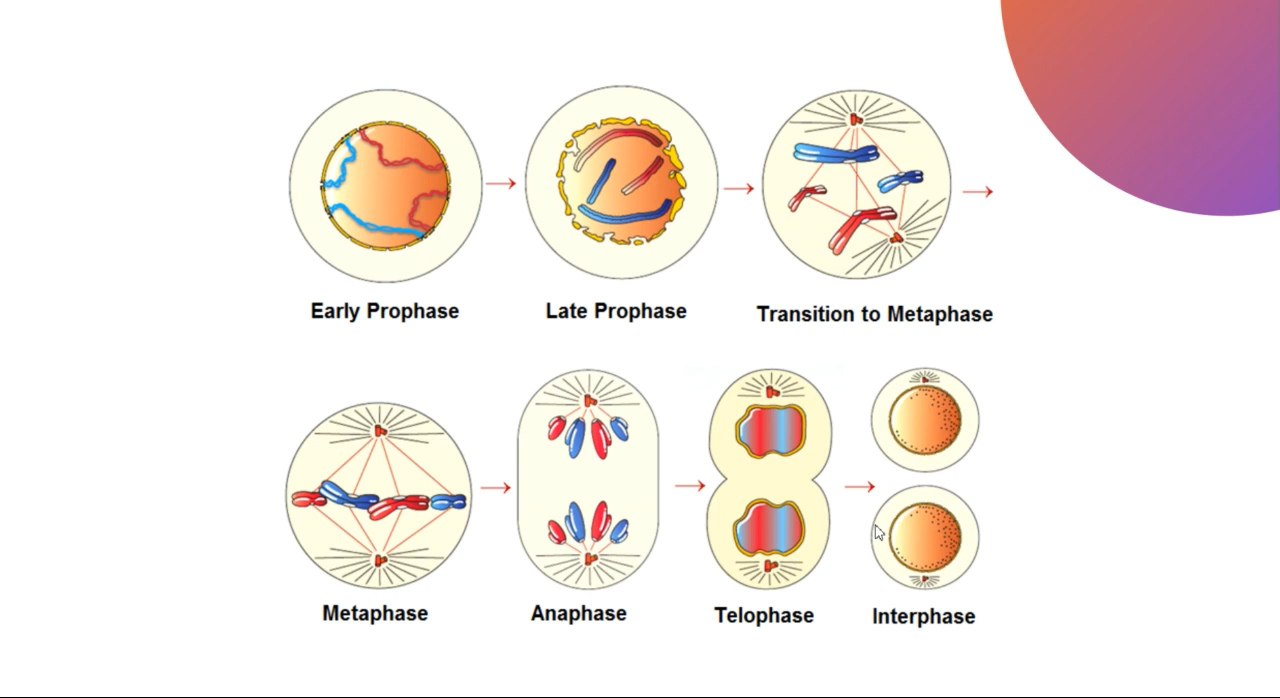 Early Prophase
Late Prophase
Transition to Metaphase
Metaphase
Anaphase
Telophase
Interphase